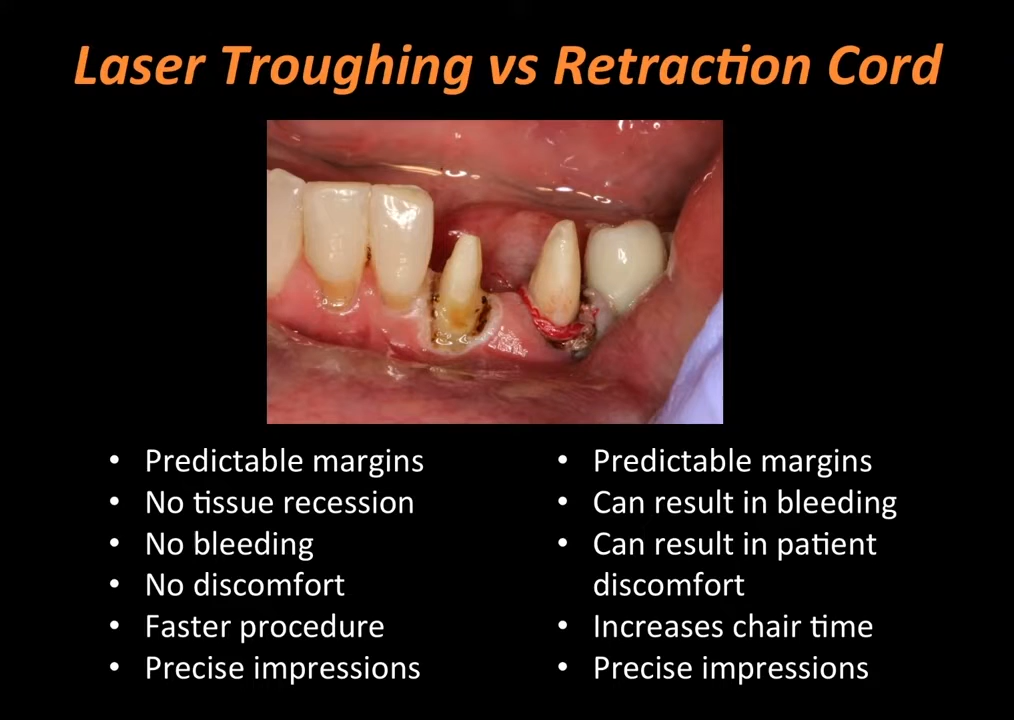 Laser Troughing vs Retraction Cord
• Predictable margins
• No tissue recession
• No bleeding
• No discomfort
• Faster procedure
• Precise impressions
• Predictable margins
• Can result in bleeding
• Can result in patient
discomfort
• Increases chair time
• Precise impressions